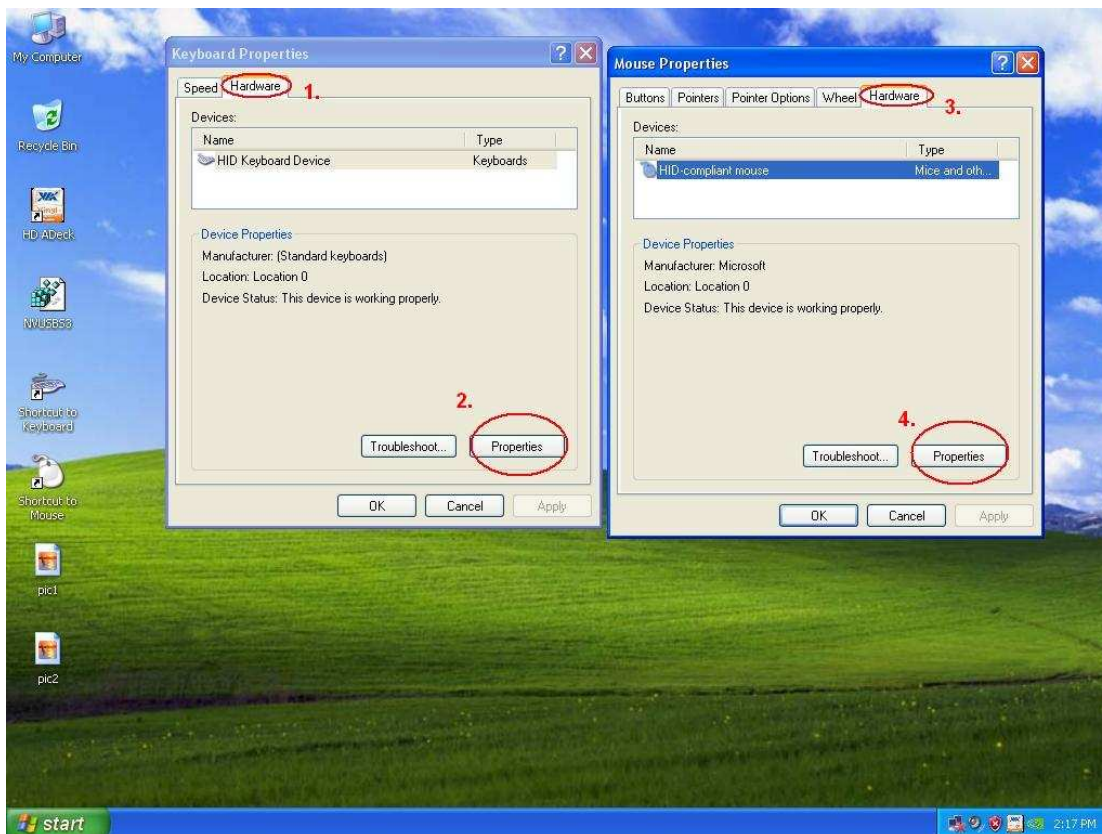 My Computer
Recycle Bin
HD ADeck
NVUSBS3
Shortcut to
Keyboard
Shortcut to
Mouse
pic1
pic2
Keyboard Properties
Speed
Hardware
1.
Devices:
Name Type
HID Keyboard Device Keyboards
Device Properties
Manufacturer: (Standard keyboards)
Location: Location 0
Device Status: This device is working properly.
2.
Troubleshoot... Properties
OK Cancel Apply
Mouse Properties
Buttons Pointers Pointer Options Wheel Hardware
3.
Devices:
Name Type
HID-compliant mouse Mice and oth...
Device Properties
Manufacturer: Microsoft
Location: Location 0
Device Status: This device is working properly.
4.
Troubleshoot... Properties
OK Cancel Apply
start
2:17 PM